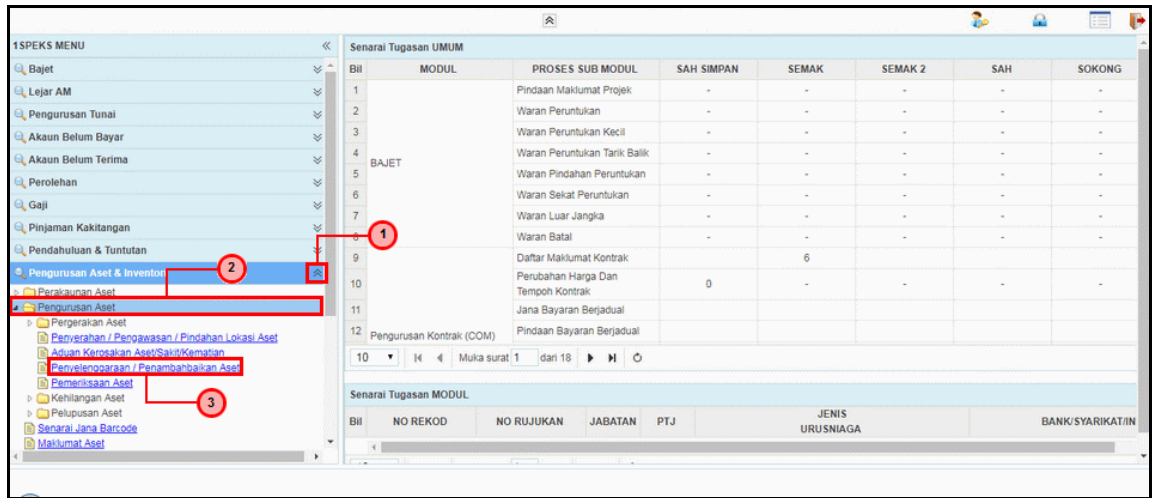 1SPEKS MENU
Bajet
Lejar AM
Pengurusan Tunai
Akaun Belum Bayar
Akaun Belum Terima
Perolehan
Gaji
Pinjaman Kakitangan
Pendahuluan & Tuntutan
Pengurusan Aset & Inventori
Perakaunan Aset
Pengurusan Aset
Pergerakan Aset
Penyerahan / Pengawasan / Pindahan Lokasi Aset
Aduan Kerosakan Aset/Sakit/Kematian
Penyelenggaraan / Penambahbaikan Aset
Pemeriksaan Aset
Kehilangan Aset
Pelupusan Aset
Senarai Jana Barcode
Maklumat Aset
1
2
3
Senarai Tugasan UMUM
Bil MODUL PROSES SUB MODUL SAH SIMPAN SEMAK SEMAK 2 SAH SOKONG
1 Pindaan Maklumat Projek - - - - -
2 Waran Peruntukan - - - - -
3 Waran Peruntukan Kecil - - - - -
4 Waran Peruntukan Tarik Balik - - - - -
BAJET
5 Waran Pindahan Peruntukan - - - - -
6 Waran Sekat Peruntukan - - - - -
7 Waran Luar Jangka - - - - -
8 Waran Batal - - - - -
9 Daftar Maklumat Kontrak 6
10 Perubahan Harga Dan
Tempoh Kontrak 0 - - - -
11 Jana Bayaran Berjadual
12 Pengurusan Kontrak (COM) Pindaan Bayaran Berjadual
10 Muka surat 1 dari 18
Senarai Tugasan MODUL
Bil NO REKOD NO RUJUKAN JABATAN PTJ JENIS
URUSNIAGA BANK/SYARIKAT/IN